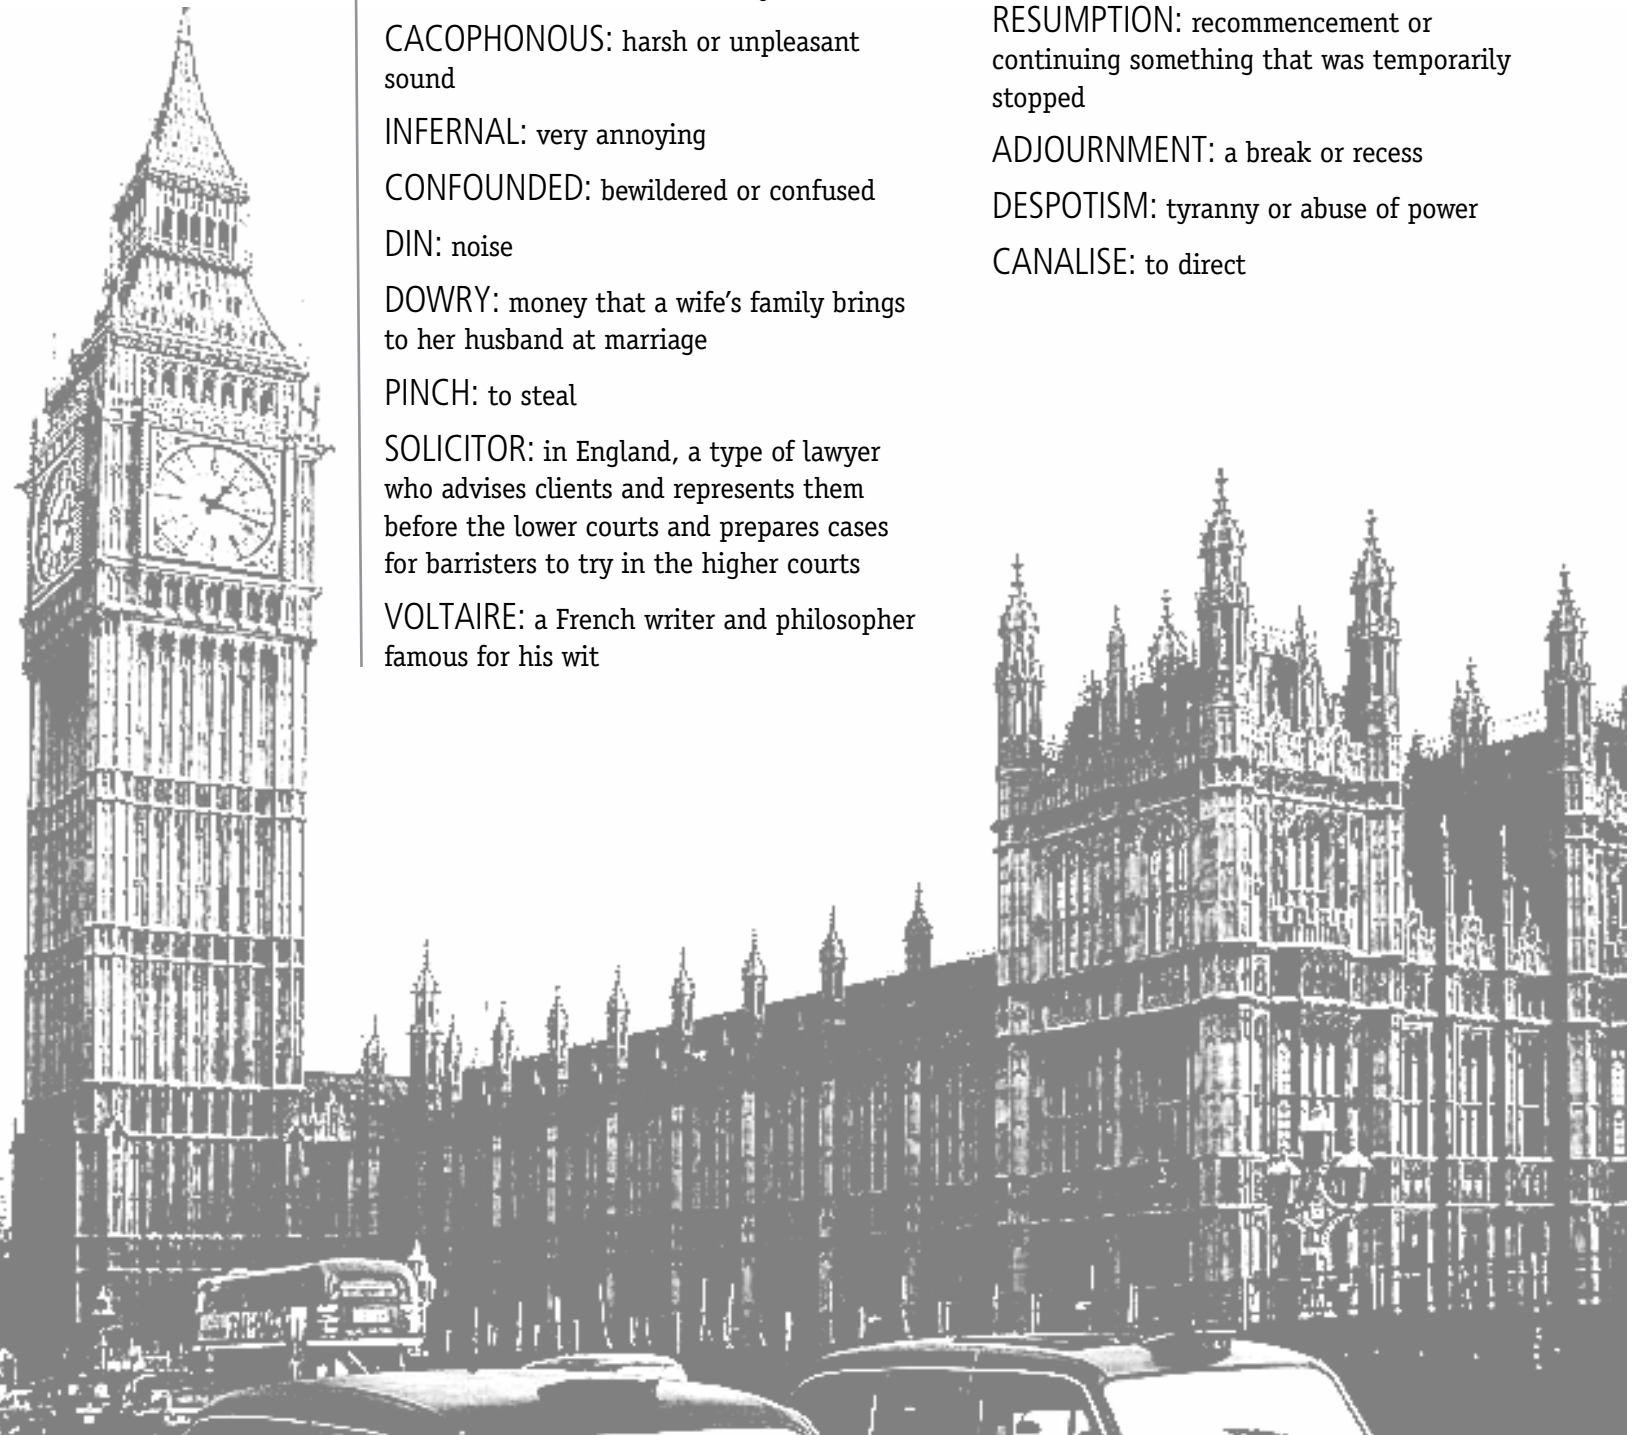 CACOPHONOUS: harsh or unpleasant
sound
INFERNAL: very annoying
CONFOUNDED: bewildered or confused
DIN: noise
DOWRY: money that a wife’s family brings
to her husband at marriage
PINCH: to steal
SOLICITOR: in England, a type of lawyer
who advises clients and represents them
before the lower courts and prepares cases
for barristers to try in the higher courts
VOLTAIRE: a French writer and philosopher
famous for his wit
RESUMPTION: recommencement or
continuing something that was temporarily
stopped
ADJOURNMENT: a break or recess
DESPOTISM: tyranny or abuse of power
CANALISE: to direct